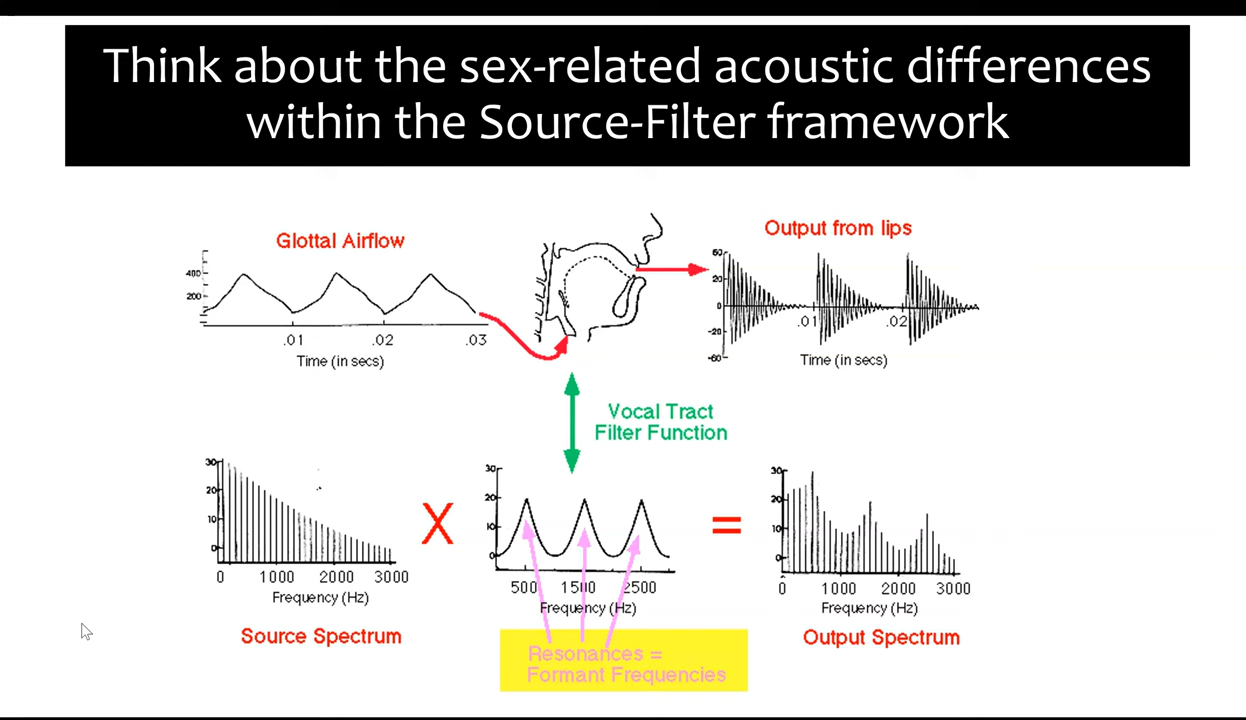 Think about the sex-related acoustic differences
within the Source-Filter framework
Glottal Airflow
400
200
.01
.02
.03
Time (in secs)
Output from lips
60
20
0
-20
-60
.01
.02
Time (in secs)
Vocal Tract
Filter Function
30
20
10
0
0
1000
2000
3000
Frequency (Hz)
Source Spectrum
X
30
20
10
0
500
1500
2500
Frequency (Hz)
Resonances =
Formant Frequencies
=
30
20
10
0
0
1000
2000
3000
Frequency (Hz)
Output Spectrum